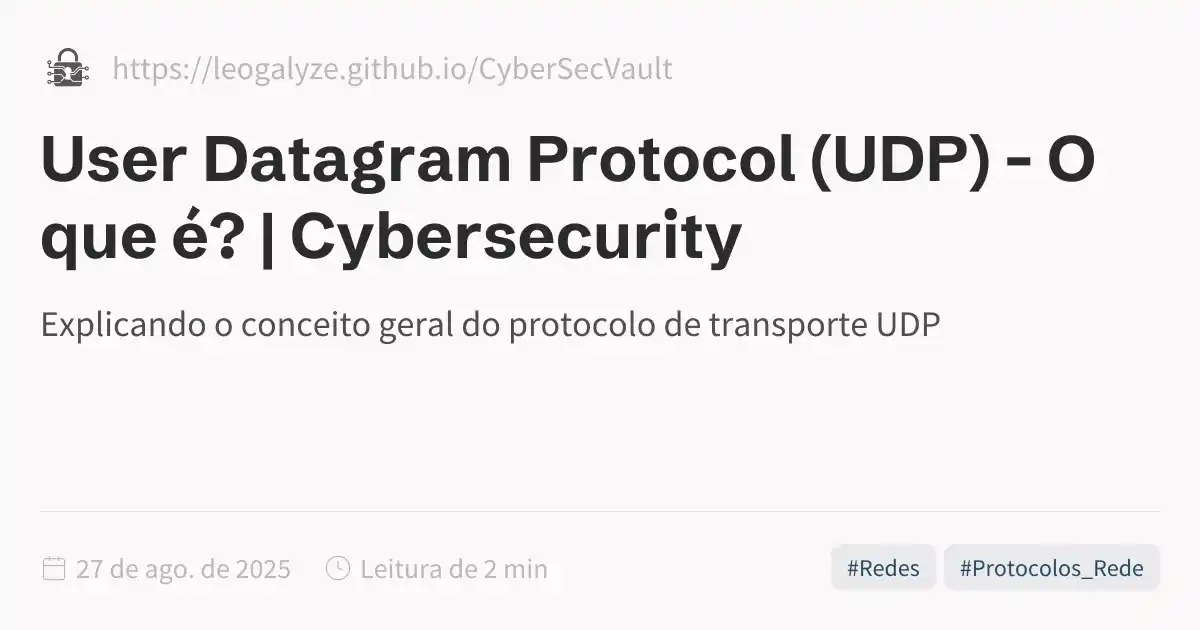 https://leogalyze.github.io/CyberSecVault
User Datagram Protocol (UDP) - O
que é? | Cybersecurity
Explicando o conceito geral do protocolo de transporte UDP
27 de ago. de 2025 Leitura de 2 min #Redes #Protocolos_Rede